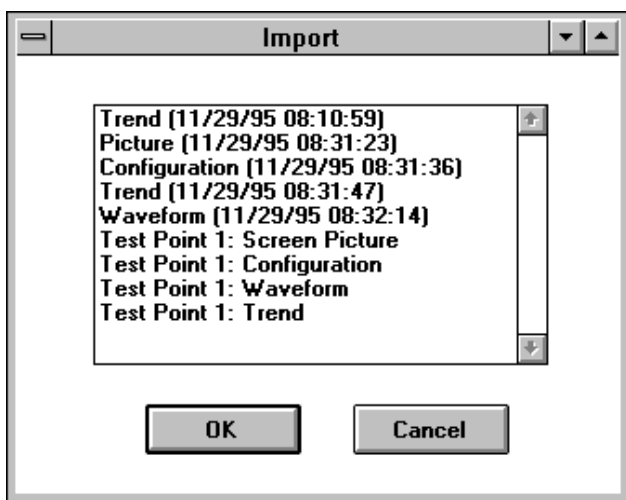 Import
Trend (11/29/95 08:10:59)
Picture (11/29/95 08:31:23)
Configuration (11/29/95 08:31:36)
Trend (11/29/95 08:31:47)
Waveform (11/29/95 08:32:14)
Test Point 1: Screen Picture
Test Point 1: Configuration
Test Point 1: Waveform
Test Point 1: Trend
OK Cancel